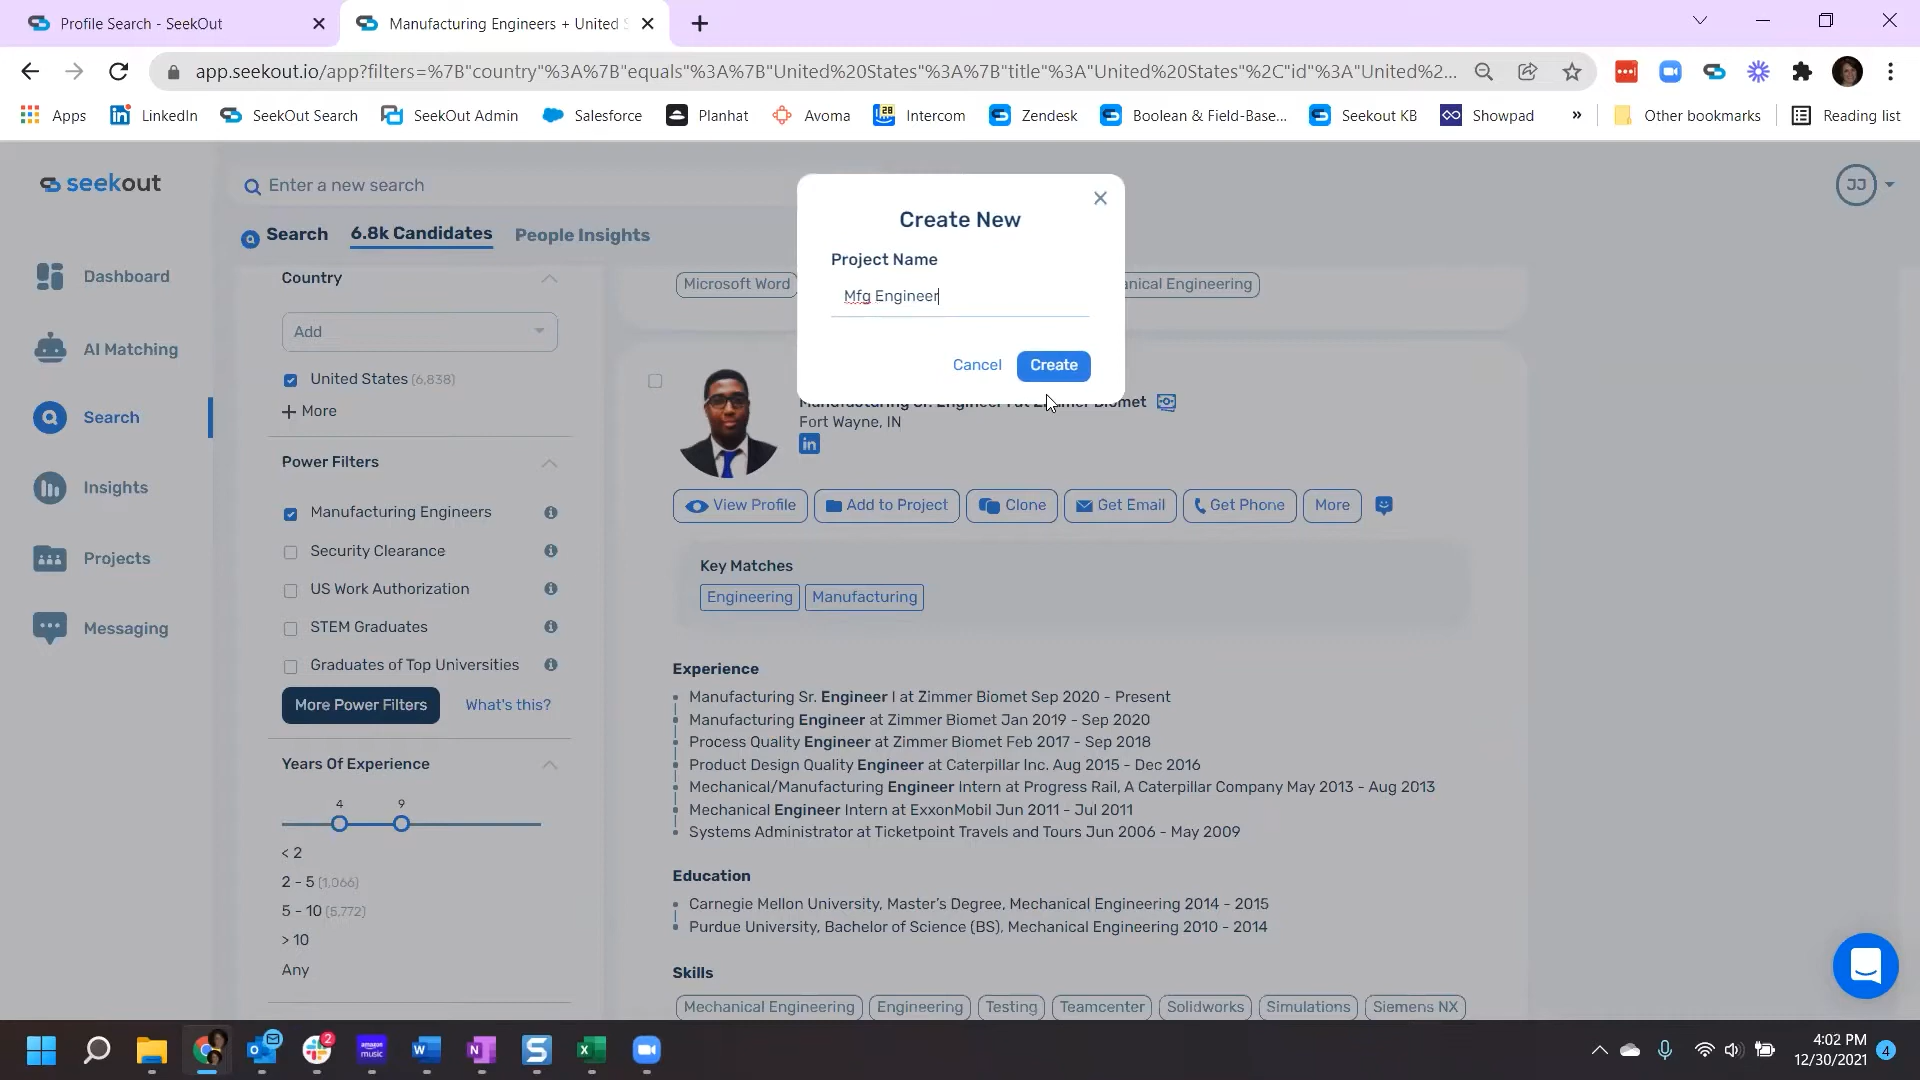 Profile Search - SeekOut
Manufacturing Engineers + United S
app.seekout.io/app?filters=%7B"country"%3A%7B"equals"%3A%7B"United%20States"%3A%7B"title"%3A"United%20States"%2C"id"%3A"United%2...
Apps LinkedIn SeekOut Search SeekOut Admin Salesforce Planhat Avoma 28 Intercom Zendesk Boolean & Field-Base... Seekout KB Showpad » Other bookmarks Reading list
seekout
Enter a new search
JJ
Search 6.8k Candidates People Insights
Dashboard
AI Matching
Search
Insights
Projects
Messaging
Country
Add
United States (6,838)
+ More
Power Filters
Manufacturing Engineers
Security Clearance
US Work Authorization
STEM Graduates
Graduates of Top Universities
More Power Filters What's this?
Years Of Experience
4 9
< 2
2 - 5 (1,066)
5 - 10 (5,772)
> 10
Any
Create New
Project Name
Mfg Engineer
Cancel Create
Microsoft Word anical Engineering
Manufacturing Sr. Engineer I at Zimmer Biomet
Fort Wayne, IN
in
View Profile Add to Project Clone Get Email Get Phone More
Key Matches
Engineering Manufacturing
Experience
Manufacturing Sr. Engineer I at Zimmer Biomet Sep 2020 - Present
Manufacturing Engineer at Zimmer Biomet Jan 2019 - Sep 2020
Process Quality Engineer at Zimmer Biomet Feb 2017 - Sep 2018
Product Design Quality Engineer at Caterpillar Inc. Aug 2015 - Dec 2016
Mechanical/Manufacturing Engineer Intern at Progress Rail, A Caterpillar Company May 2013 - Aug 2013
Mechanical Engineer Intern at ExxonMobil Jun 2011 - Jul 2011
Systems Administrator at Ticketpoint Travels and Tours Jun 2006 - May 2009
Education
Carnegie Mellon University, Master's Degree, Mechanical Engineering 2014 - 2015
Purdue University, Bachelor of Science (BS), Mechanical Engineering 2010 - 2014
Skills
Mechanical Engineering Engineering Testing Teamcenter Solidworks Simulations Siemens NX
2
amazon music
4:02 PM
12/30/2021
4